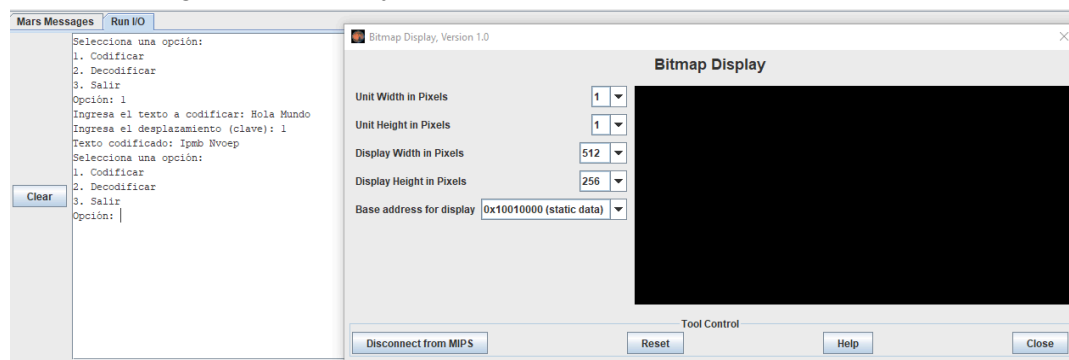 Mars Messages Run I/O
Selecciona una opción:
1. Codificar
2. Decodificar
3. Salir
Opción: 1
Ingresa el texto a codificar: Hola Mundo
Ingresa el desplazamiento (clave): 1
Texto codificado: Ipmb Nvoep
Selecciona una opción:
1. Codificar
2. Decodificar
3. Salir
Opción:
Clear
Bitmap Display, Version 1.0
Bitmap Display
Unit Width in Pixels 1
Unit Height in Pixels 1
Display Width in Pixels 512
Display Height in Pixels 256
Base address for display 0x10010000 (static data)
Tool Control
Disconnect from MIPS Reset Help Close